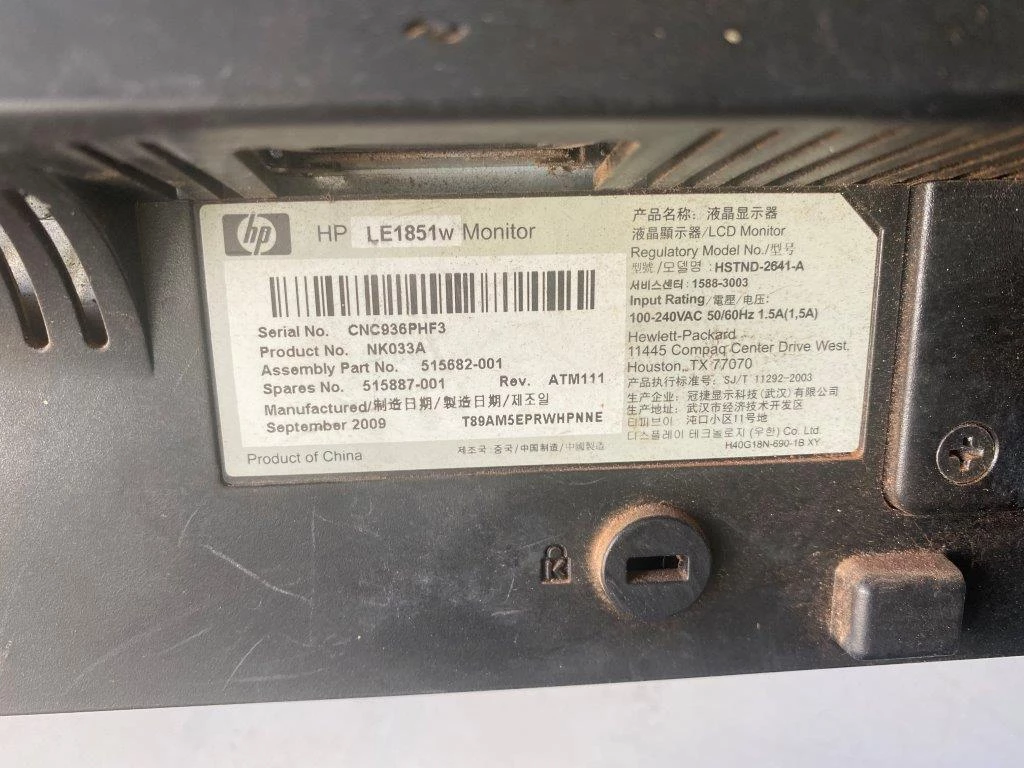 hp HP LE1851w Monitor
Serial No. CNC936PHF3
Product No. NK033A
Assembly Part No. 515682-001
Spares No. 515887-001 Rev. ATM111
Manufactured/制造日期/製造日期/제조일
September 2009 T89AM5EPRWHPNNE
Product of China 제조국:중국/中国制造/中國製造
产品名称: 液晶显示器
液晶顯示器/LCD Monitor
Regulatory Model No./型号
型號/모델명: HSTND-2641-A
서비스센터: 1588-3003
Input Rating/電壓/电压:
100-240VAC 50/60Hz 1.5A(1,5A)
Hewlett-Packard
11445 Compaq Center Drive West.
Houston, TX 77070
产品执行标准号: SJ/T 11292-2003
生产企业: 冠捷显示科技(武汉)有限公司
生产地址: 武汉市经济技术开发区
티피브이 沌口小区11号地
디스플레이 테크놀로지 (우한) Co. Ltd.
H40G18N-690-1B XY
K